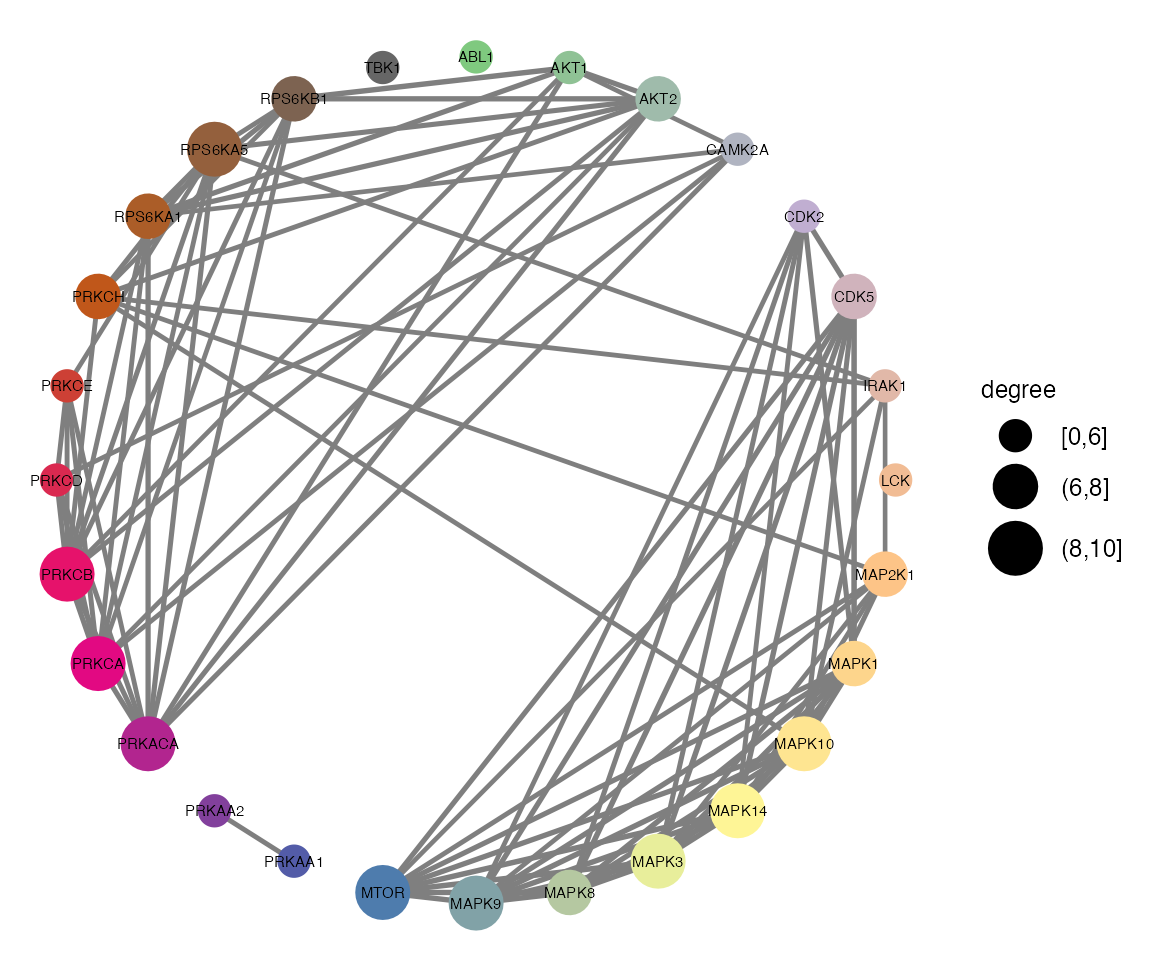 ABL1
TBK1
AKT1
RPS6KB1
AKT2
RPS6KA5
CAMK2A
RPS6KA1
CDK2
PRKCH
CDK5
PRKCE
IRAK1
PRKCD
LCK
PRKCB
MAP2K1
PRKCA
MAPK1
PRKACA
MAPK10
PRKAA2
MAPK14
PRKAA1
MAPK3
MTOR
MAPK8
MAPK9
degree
[0,6]
(6,8]
(8,10]